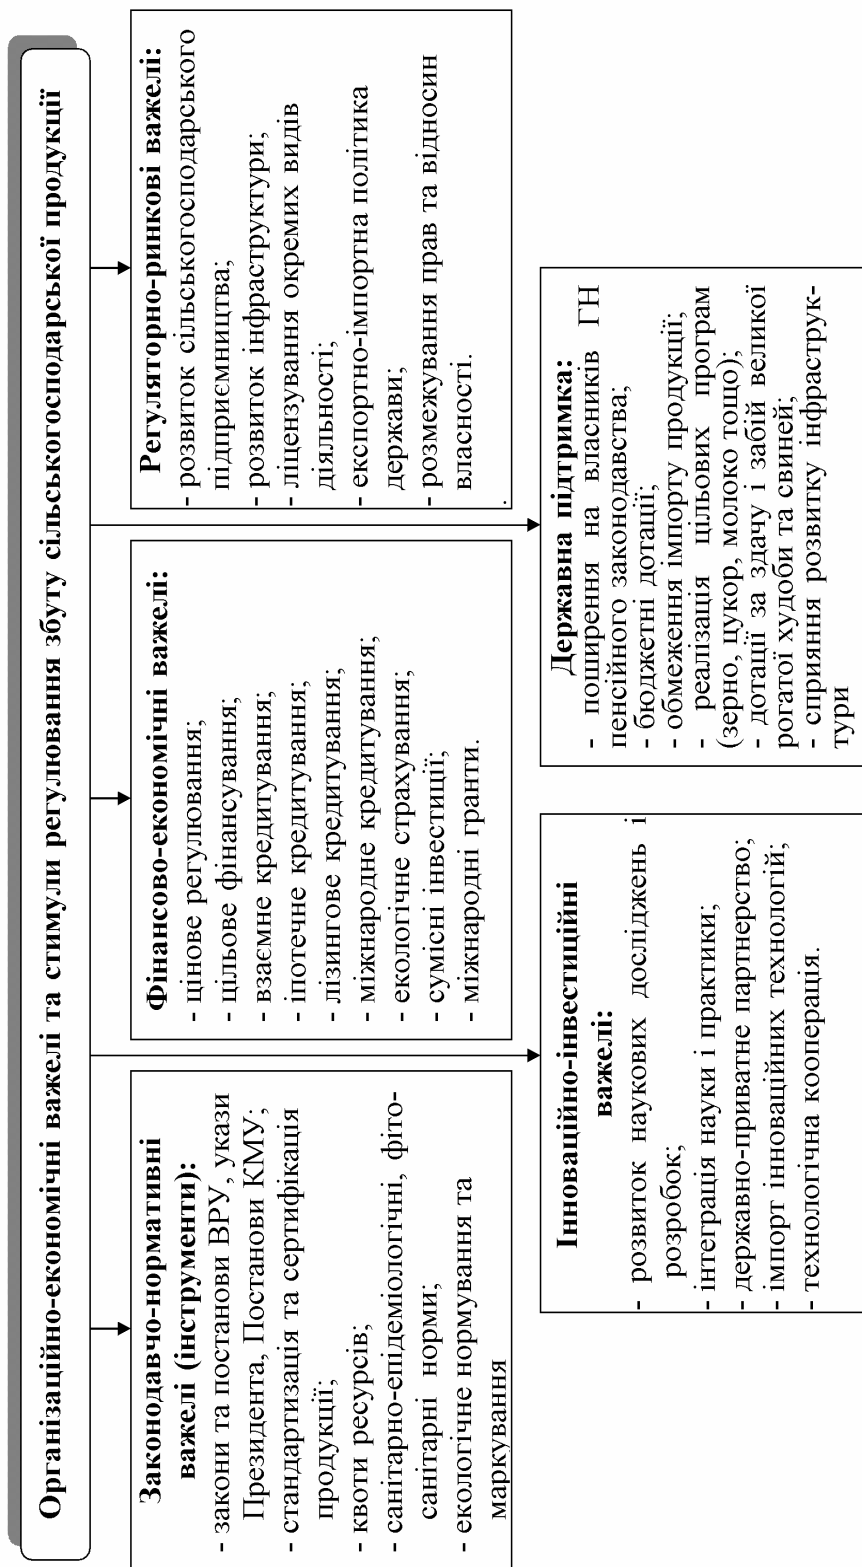 Організаційно-економічні важелі та стимули регулювання збуту сільськогосподарської продукції
Законодавчо-нормативні
важелі (інструменти):
- закони та постанови ВРУ, укази
Президента, Постанови КМУ;
- стандартизація та сертифікація
продукції;
- квоти ресурсів;
- санітарно-епідеміологічні, фіто-
санітарні норми;
- екологічне нормування та
маркування
Фінансово-економічні важелі:
- цінове регулювання;
- цільове фінансування;
- взаємне кредитування;
- іпотечне кредитування;
- лізингове кредитування;
- міжнародне кредитування;
- екологічне страхування;
- сумісні інвестиції;
- міжнародні гранти.
Регуляторно-ринкові важелі:
- розвиток сільськогосподарського
підприємництва;
- розвиток інфраструктури;
- ліцензування окремих видів
діяльності;
- експортно-імпортна політика
держави;
- розмежування прав та відносин
власності.
.
Інноваційно-інвестиційні
важелі:
- розвиток наукових досліджень і
розробок;
- інтеграція науки і практики;
- державно-приватне партнерство;
- імпорт інноваційних технологій;
- технологічна кооперація.
Державна підтримка:
- поширення на власників ГН
пенсійного законодавства;
- бюджетні дотації;
- обмеження імпорту продукції;
- реалізація цільових програм
(зерно, цукор, молоко тощо);
- дотації за здачу і забій великої
рогатої худоби та свиней;
- сприяння розвитку інфраструк-
тури